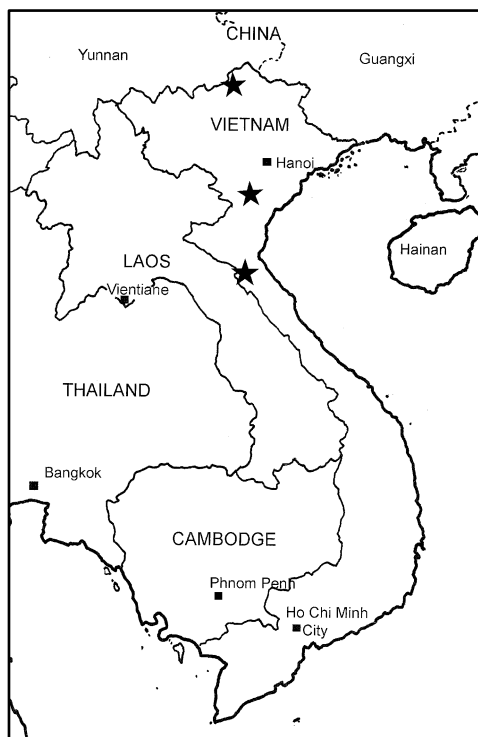 CHINA
Yunnan
Guangxi
VIETNAM
Hanoi
Hainan
LAOS
Vientiane
THAILAND
Bangkok
CAMBODGE
Phnom Penh
Ho Chi Minh
City